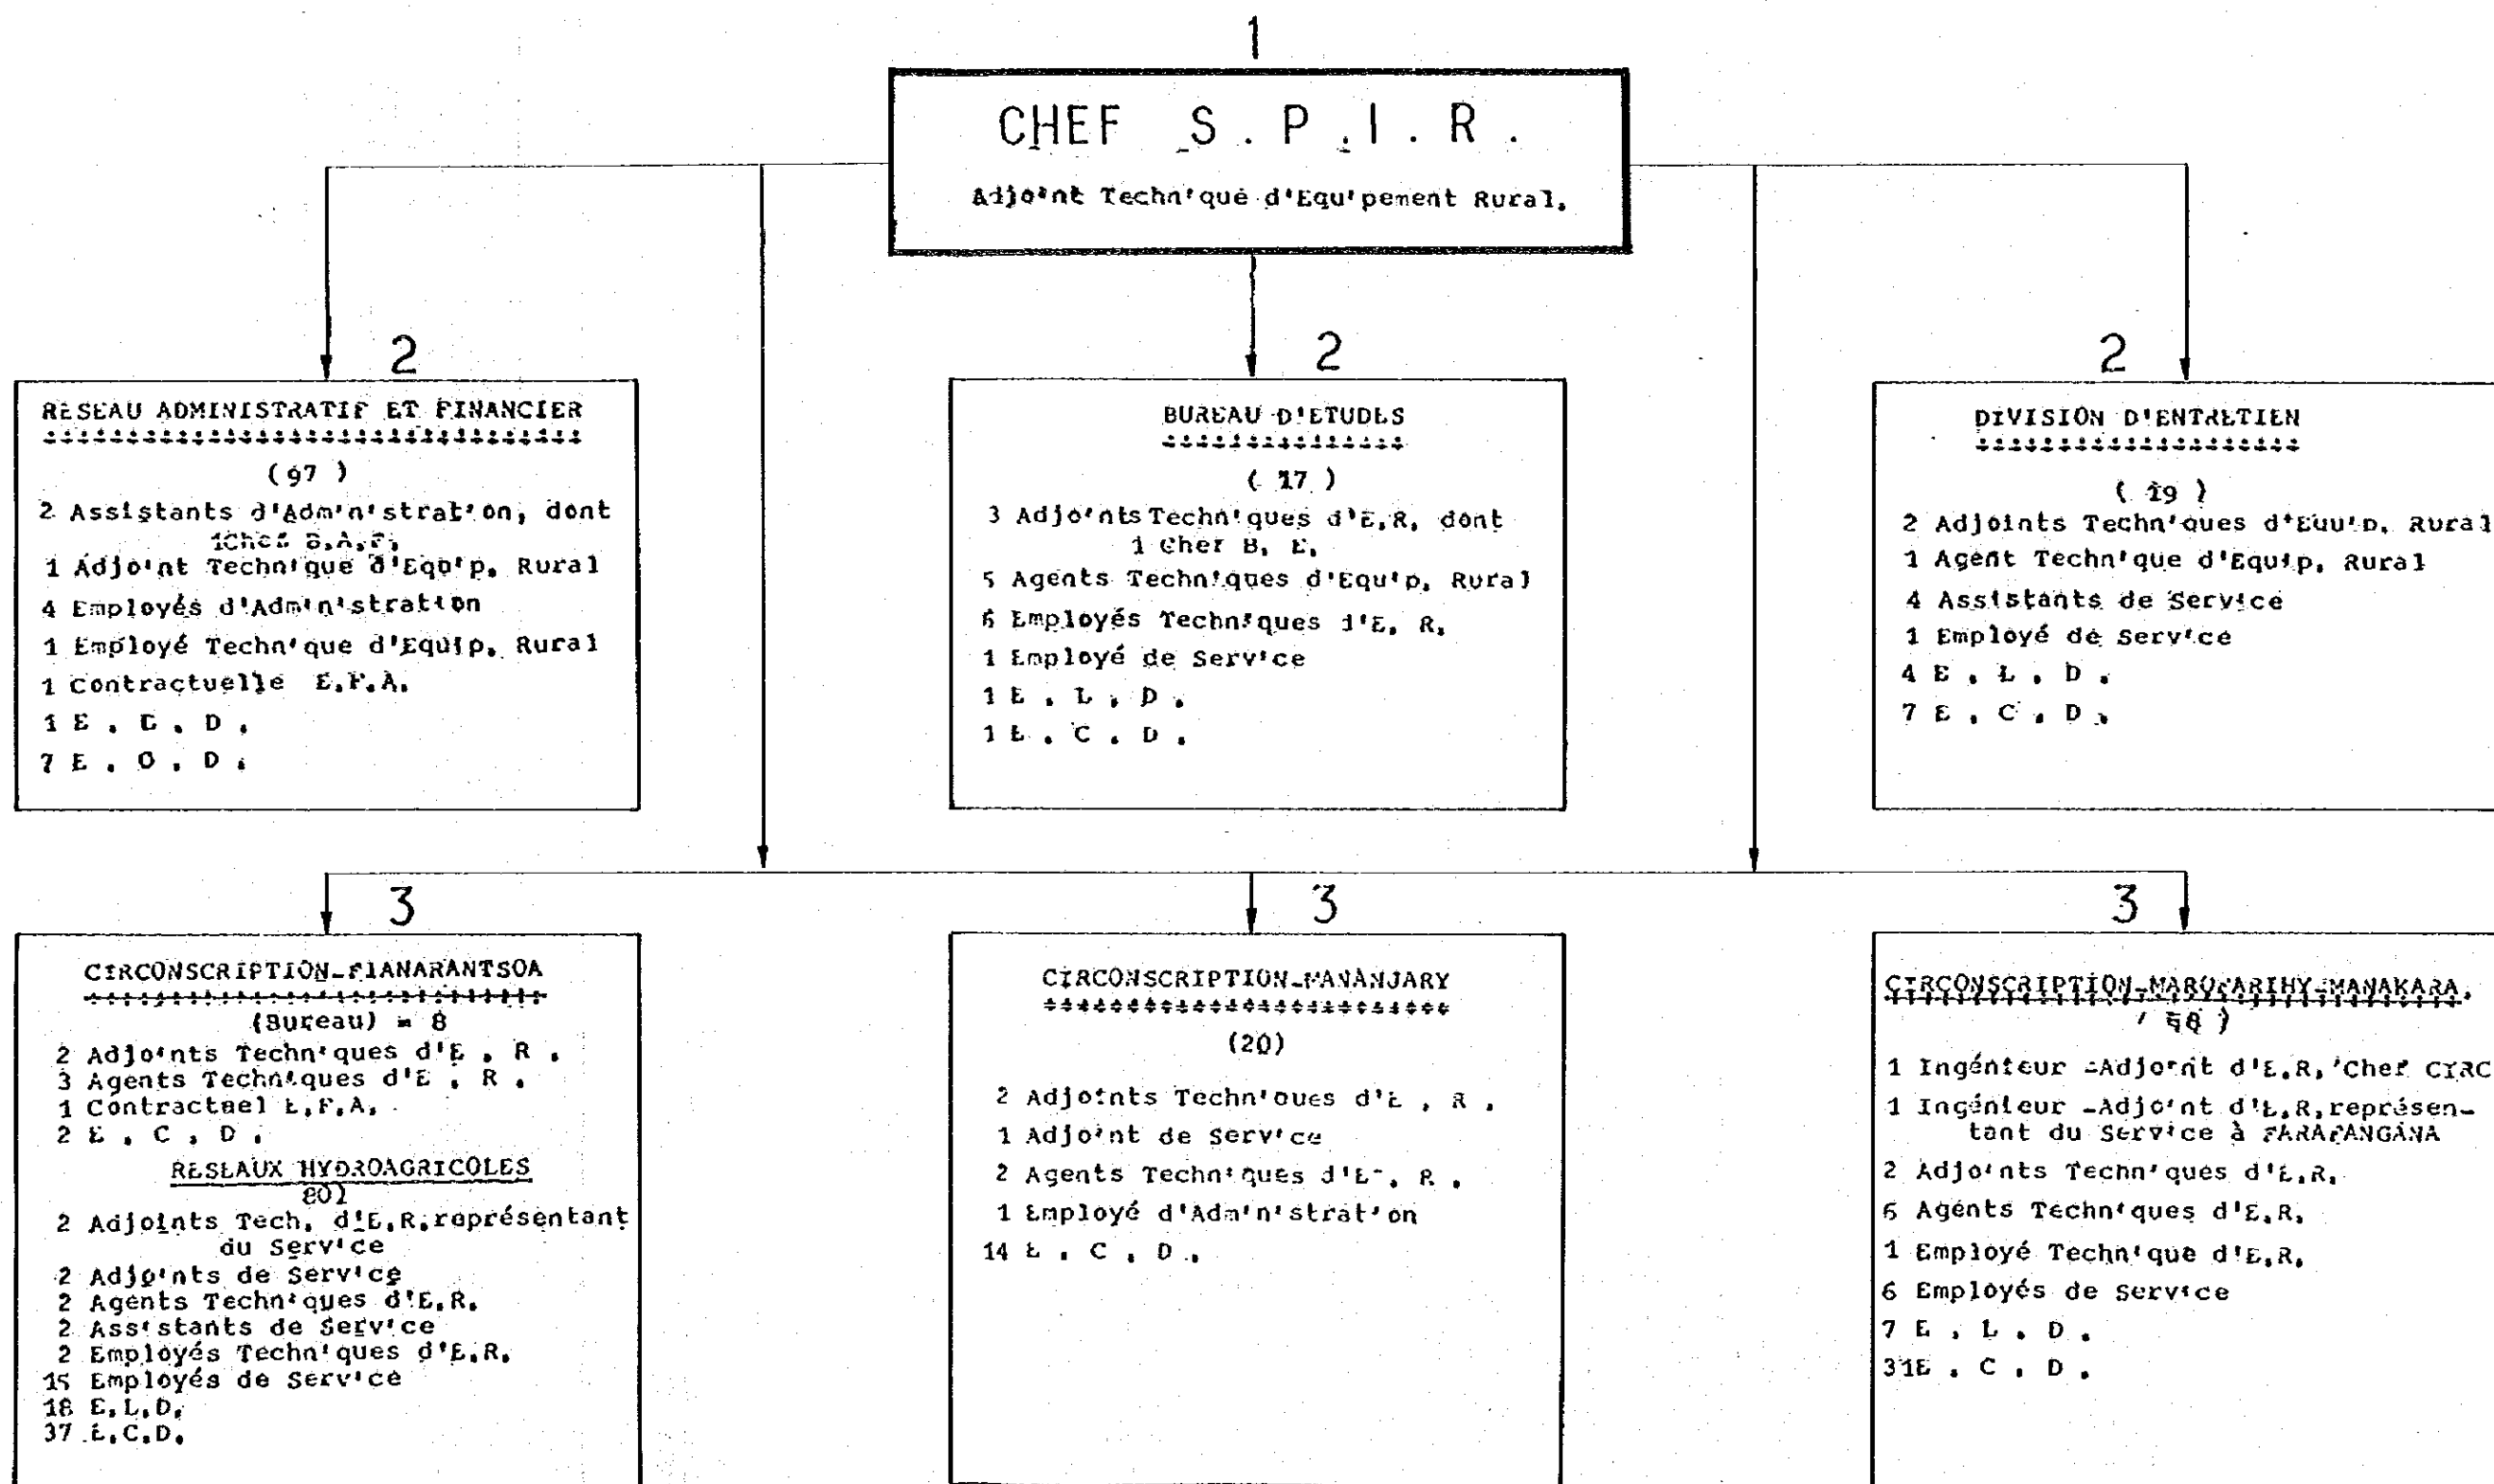 1
CHEF S.P.I.R.
Adjoint Technique d'Equipement Rural.
2
RESEAU ADMINISTRATIF ET FINANCIER
2 Assistants d'Administration, dont
1 Chef B.A.F.
1 Adjoint Technique d'Equip. Rural
4 Employés d'Administration
1 Employé Technique d'Equip. Rural
1 Contractuelle E.F.A.
1 E . . D .
7 E . . D .
2
BUREAU D'ETUDES
( 17 )
3 Adjoints Techniques d'E.R. dont
1 Chef B. E.
5 Agents Techniques d'Equip. Rural
6 Employés Techniques d'E. R.
1 Employé de Service
1 E . L . D .
1 E . C . D .
2
DIVISION D'ENTRETIEN
( 19 )
2 Adjoints Techniques d'Equip. Rural
1 Agent Technique d'Equip. Rural
4 Assistants de Service
1 Employé de Service
4 E . L . D .
7 E . C . D .
3
CIRCONSCRIPTION-FIANARANTSOA
(Bureau) = 8
2 Adjoints Techniques d'E . R .
3 Agents Techniques d'E . R .
1 Contractuel E.F.A.
2 E . C . D .
RESEAUX HYDROAGRICOLES
2 Adjoints Tech. d'E.R. représentant
du Service
2 Adjoints de Service
2 Agents Techniques d'E.R.
2 Assistants de Service
2 Employés Techniques d'E.R.
15 Employés de Service
18 E.L.D.
37 E.C.D.
3
CIRCONSCRIPTION-MANANJARY
(20)
2 Adjoints Techniques d'E . R .
1 Adjoint de Service
2 Agents Techniques d'E . R .
1 Employé d'Administration
14 E . C . D .
3
CIRCONSCRIPTION-MAROFARIHY-MANAKARA.
1 Ingénieur -Adjoint d'E.R, Chef CIRC
1 Ingénieur -Adjoint d'E.R, représen-
tant du Service à FARAFANGANA
2 Adjoints Techniques d'E.R.
6 Agents Techniques d'E.R.
1 Employé Technique d'E.R.
6 Employés de Service
7 E . L . D .
31E . C . D .